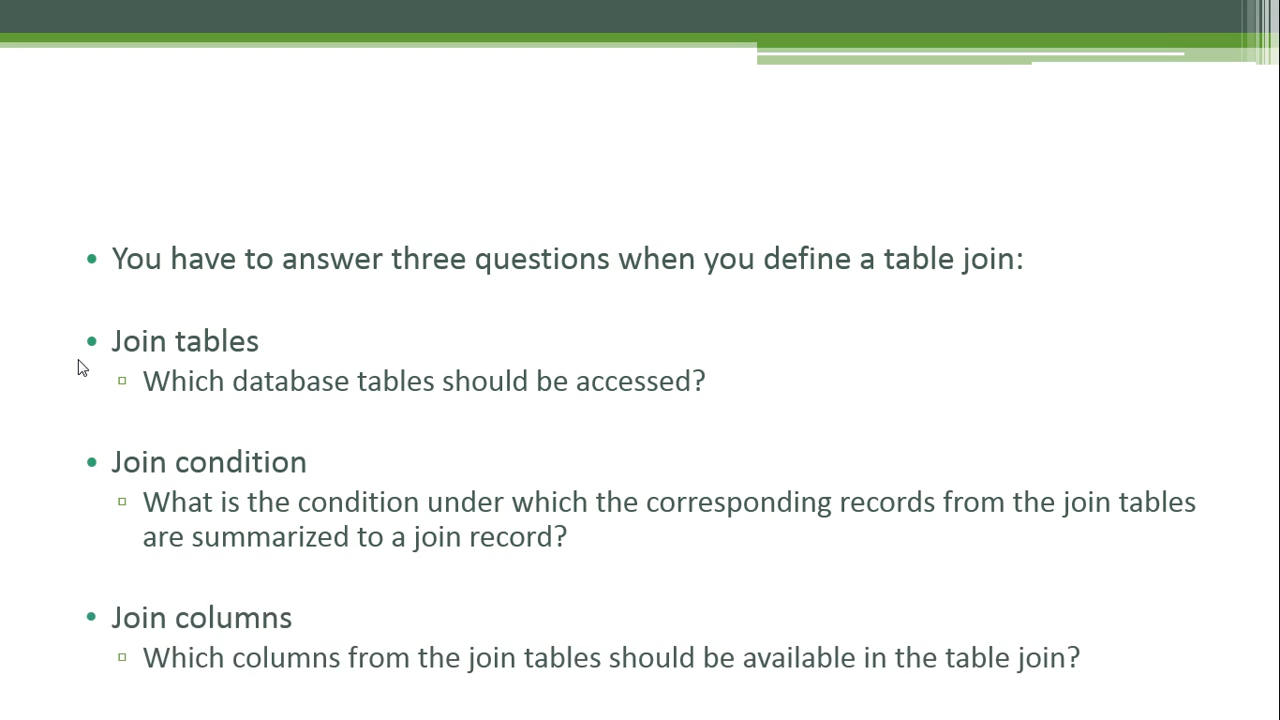 • You have to answer three questions when you define a table join:
• Join tables
▫ Which database tables should be accessed?
• Join condition
▫ What is the condition under which the corresponding records from the join tables
are summarized to a join record?
• Join columns
▫ Which columns from the join tables should be available in the table join?